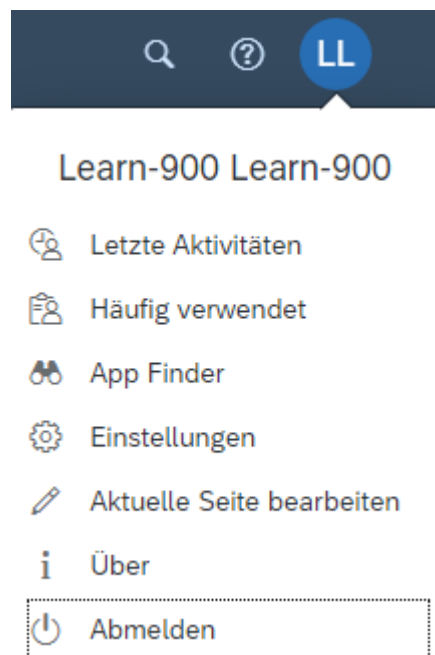 LL
Learn-900 Learn-900
Letzte Aktivitäten
Häufig verwendet
App Finder
Einstellungen
Aktuelle Seite bearbeiten
Über
Abmelden